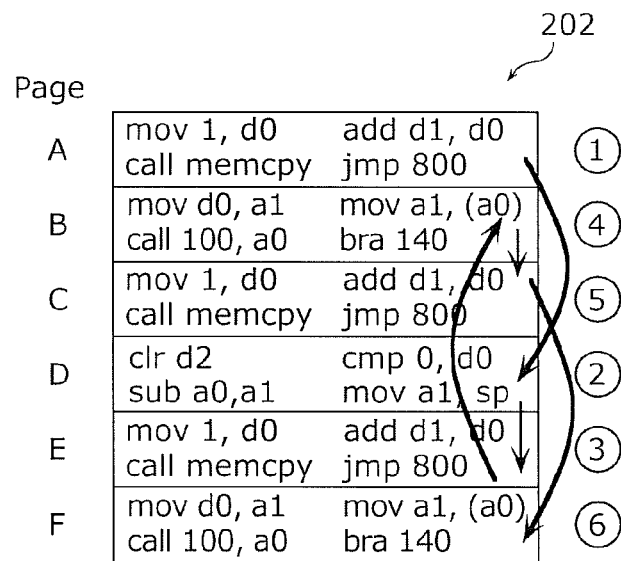 202
Page
A mov 1, d0 add d1, d0 ①
call memcpy jmp 800
B mov d0, a1 mov a1, (a0) ④
call 100, a0 bra 140
C mov 1, d0 add d1, d0 ⑤
call memcpy jmp 800
D clr d2 cmp 0, d0 ②
sub a0,a1 mov a1, sp
E mov 1, d0 add d1, d0 ③
call memcpy jmp 800
F mov d0, a1 mov a1, (a0) ⑥
call 100, a0 bra 140